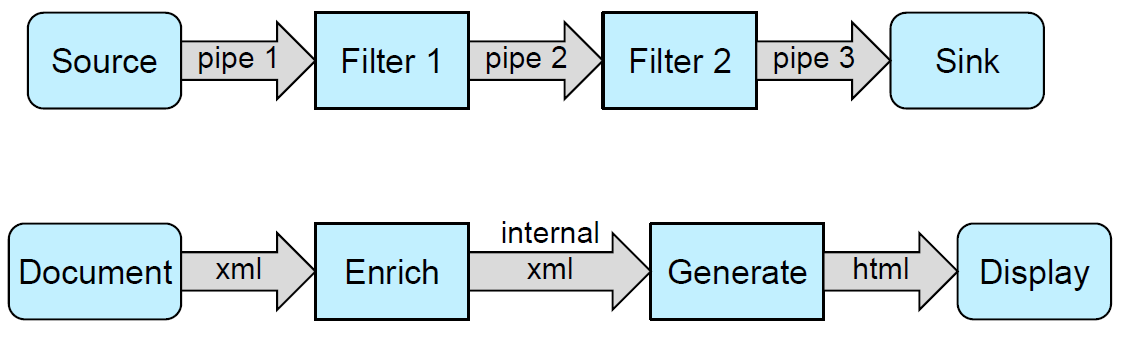 Source
pipe 1
Filter 1
pipe 2
Filter 2
pipe 3
Sink
Document
xml
Enrich
internal
xml
Generate
html
Display